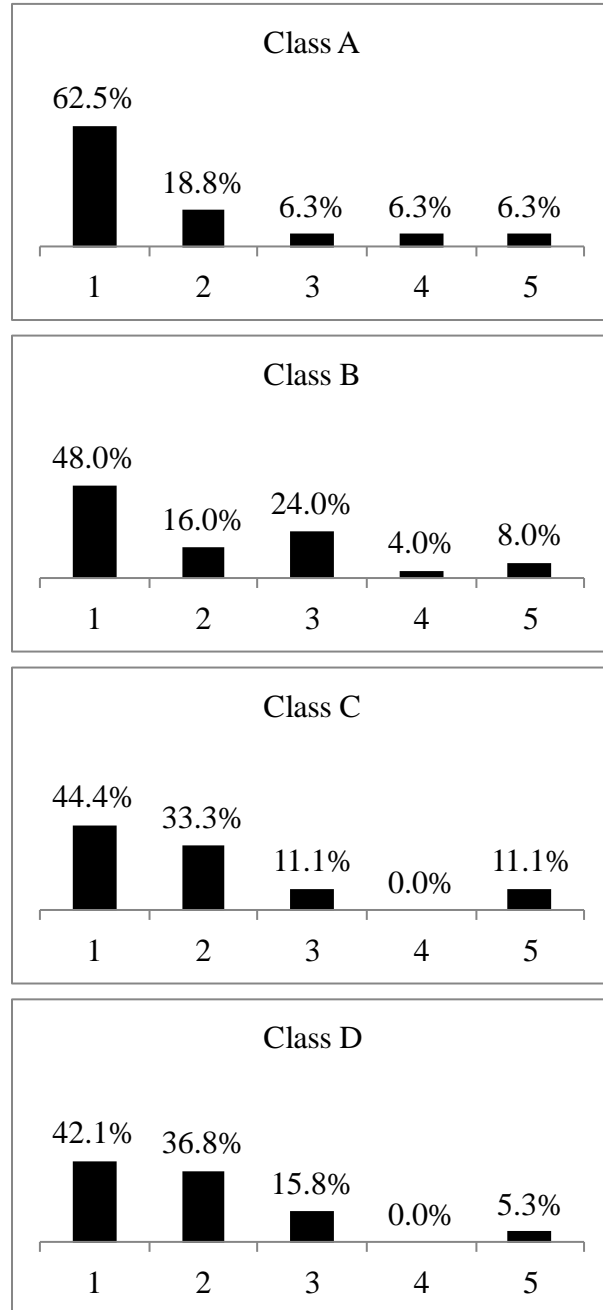 Class A
62.5%
18.8%
6.3% 6.3% 6.3%
1 2 3 4 5
Class B
48.0%
16.0% 24.0% 4.0% 8.0%
1 2 3 4 5
Class C
44.4%
33.3%
11.1% 0.0% 11.1%
1 2 3 4 5
Class D
42.1% 36.8%
15.8% 0.0% 5.3%
1 2 3 4 5